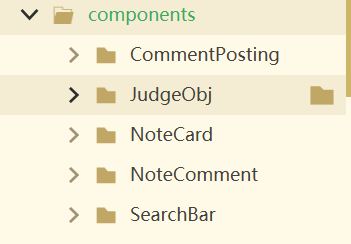 components
CommentPosting
JudgeObj
NoteCard
NoteComment
SearchBar